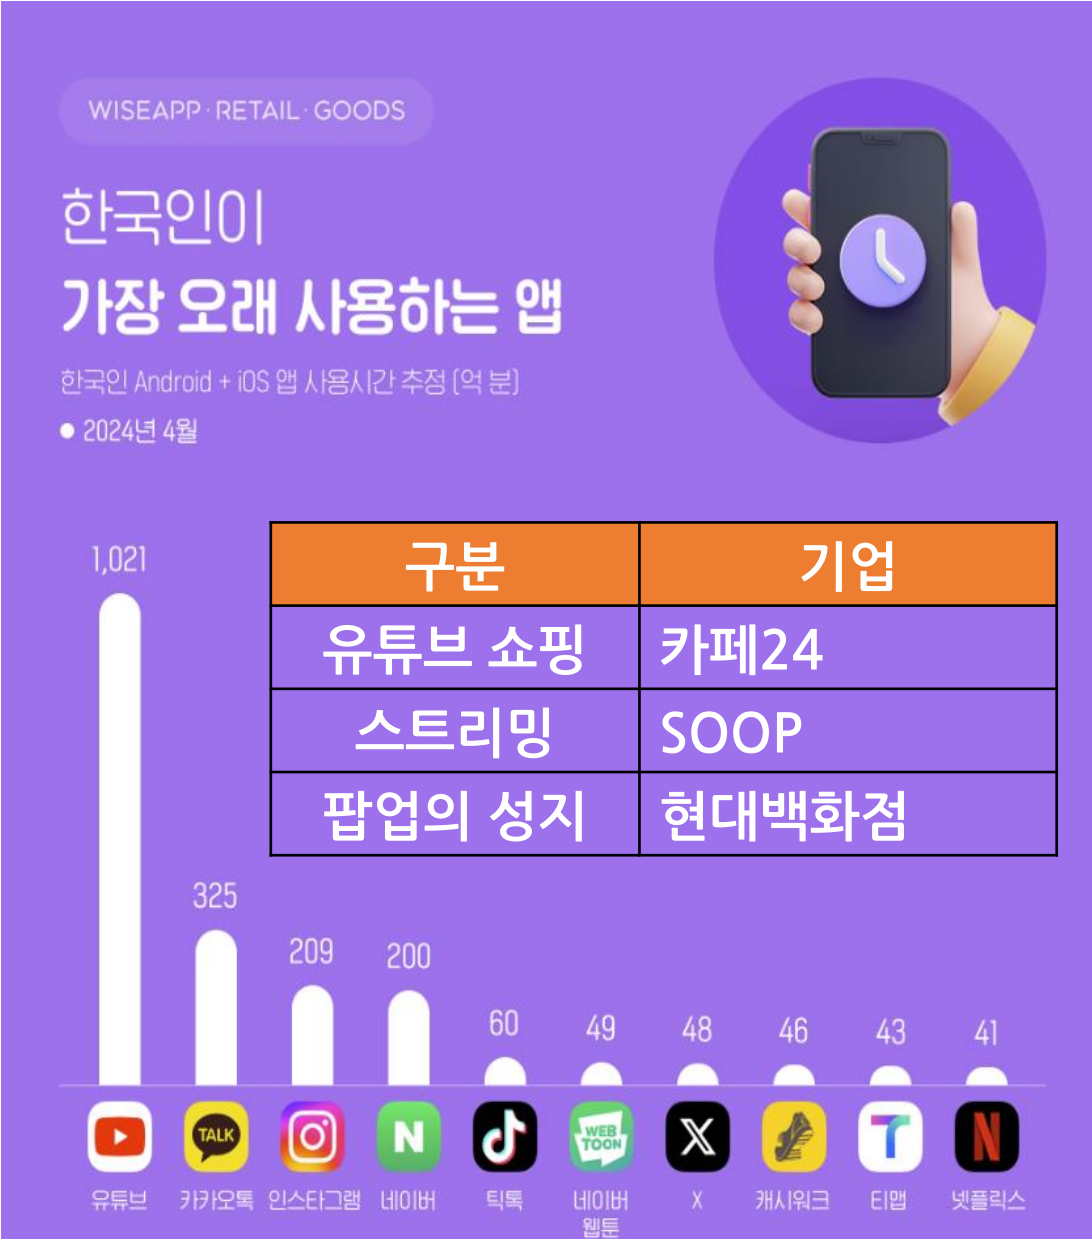 WISEAPP·RETAIL·GOODS
한국인이
가장 오래 사용하는 앱
한국인 Android + iOS 앱 사용시간 추정 (억 분)
● 2024년 4월
구분 기업
유튜브 쇼핑 카페24
스트리밍 SOOP
팝업의 성지 현대백화점
1,021
325
209
200
60
49
48
46
43
41
TALK
N
WEB
TOON
X
T
N
유튜브
카카오톡
인스타그램
네이버
틱톡
네이버
웹툰
X
캐시워크
티맵
넷플릭스